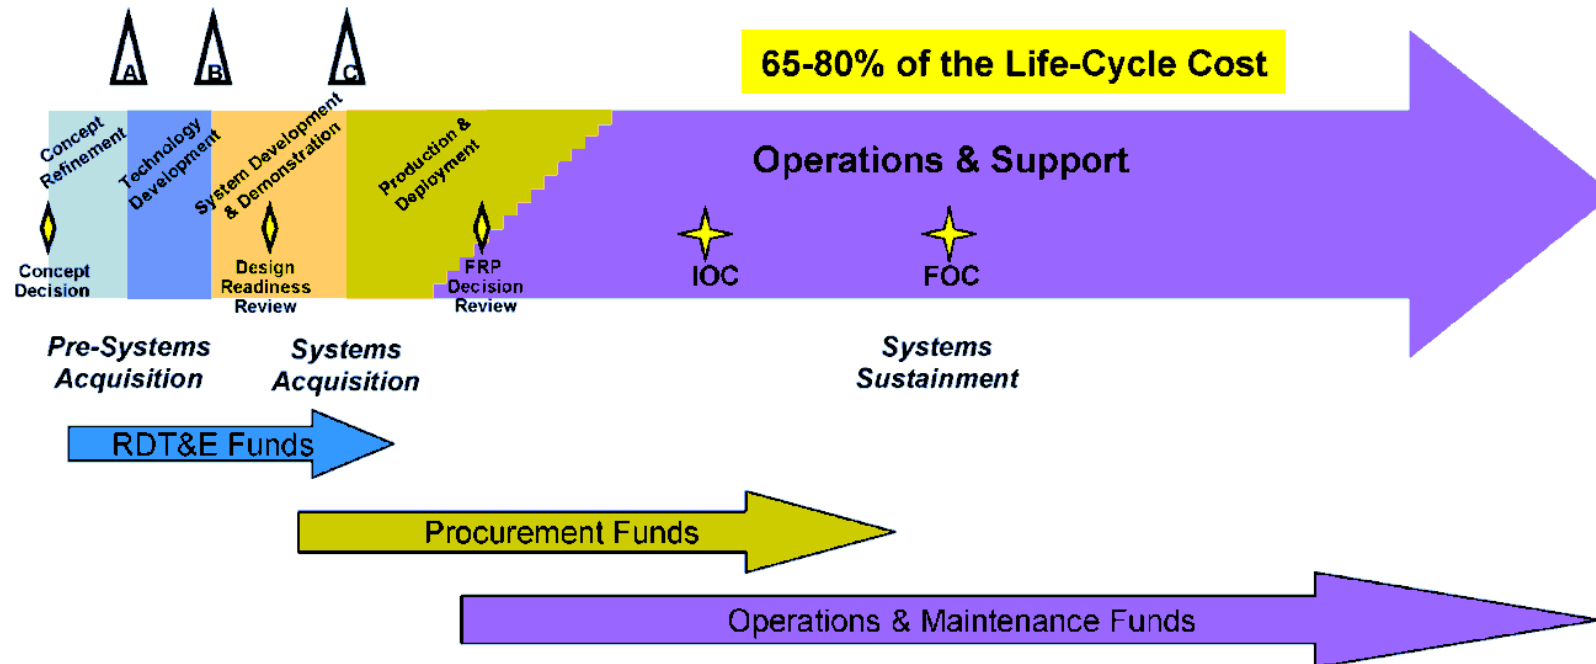 A
B
C
65-80% of the Life-Cycle Cost
Concept
Refinement
Technology
Development
System Development
& Demonstration
Production &
Deployment
Operations & Support
Concept
Decision
Design
Readiness
Review
FRP
Decision
Review
IOC
FOC
Pre-Systems
Acquisition
Systems
Acquisition
Systems
Sustainment
RDT&E Funds
Procurement Funds
Operations & Maintenance Funds